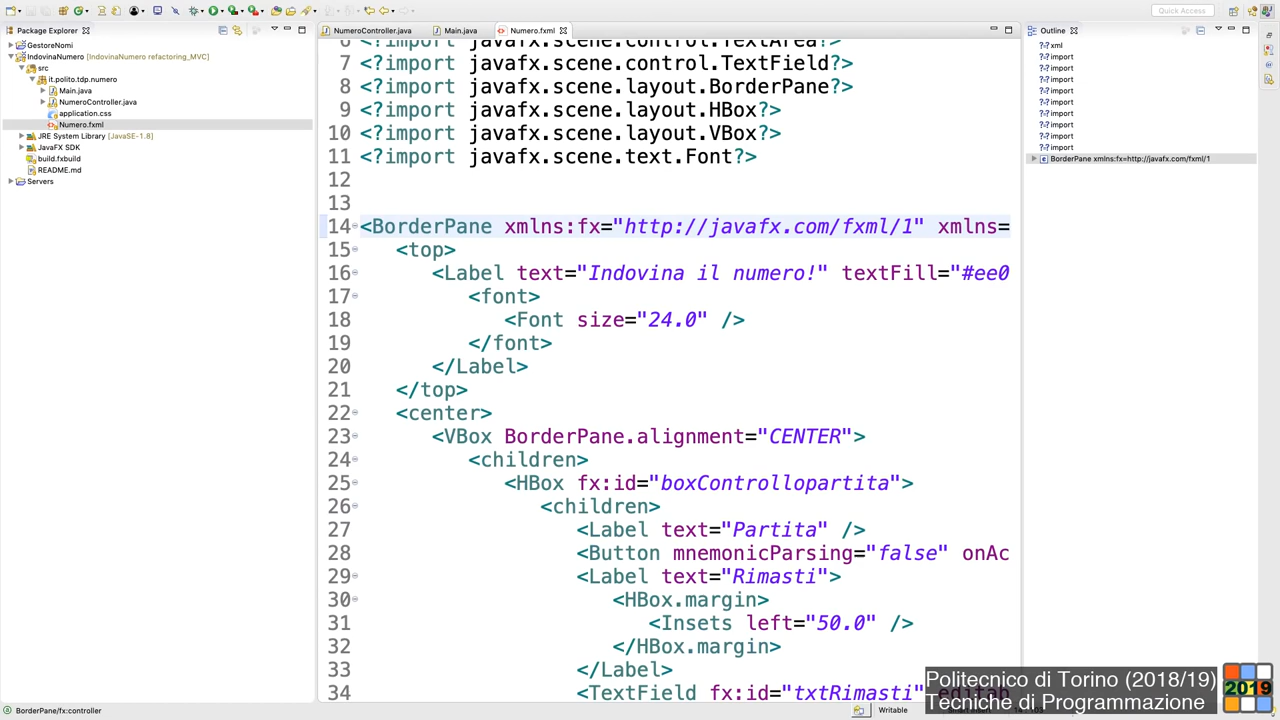 Quick Access
Package Explorer
GestoreNomi
IndovinaNumero [IndovinaNumero refactoring_MVC]
src
it.polito.tdp.numero
Main.java
NumeroController.java
application.css
Numero.fxml
JRE System Library [JavaSE-1.8]
JavaFX SDK
build.fxbuild
README.md
Servers
NumeroController.java
Main.java
Numero.fxml
6 <?import javafx.scene.control.TextArea?>
7 <?import javafx.scene.control.TextField?>
8 <?import javafx.scene.layout.BorderPane?>
9 <?import javafx.scene.layout.HBox?>
10 <?import javafx.scene.layout.VBox?>
11 <?import javafx.scene.text.Font?>
12
13
14 <BorderPane xmlns:fx="http://javafx.com/fxml/1" xmlns=
15 <top>
16 <Label text="Indovina il numero!" textFill="#ee0
17 <font>
18 <Font size="24.0" />
19 </font>
20 </Label>
21 </top>
22 <center>
23 <VBox BorderPane.alignment="CENTER">
24 <children>
25 <HBox fx:id="boxControllopartita">
26 <children>
27 <Label text="Partita" />
28 <Button mnemonicParsing="false" onAc
29 <Label text="Rimasti">
30 <HBox.margin>
31 <Insets left="50.0" />
32 </HBox.margin>
33 </Label>
34 <TextField fx:id="txtRimasti" editab
Outline
xml
import
import
import
import
import
import
import
import
import
BorderPane xmlns:fx=http://javafx.com/fxml/1
BorderPane/fx:controller
Writable
Politecnico di Torino (2018/19)
Tecniche di Programmazione
2019